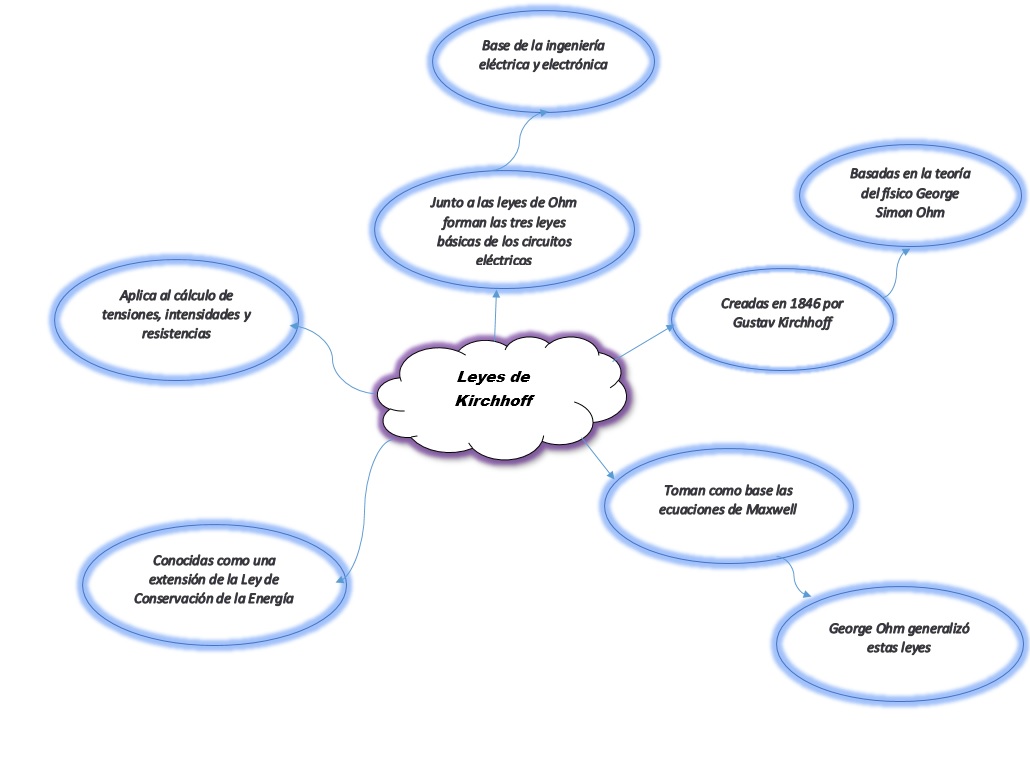 Base de la ingeniería
eléctrica y electrónica
Junto a las leyes de Ohm
forman las tres leyes
básicas de los circuitos
eléctricos
Basadas en la teoría
del físico George
Simon Ohm
Aplica al cálculo de
tensiones, intensidades y
resistencias
Creadas en 1846 por
Gustav Kirchhoff
Leyes de
Kirchhoff
Toman como base las
ecuaciones de Maxwell
Conocidas como una
extensión de la Ley de
Conservación de la Energía
George Ohm generalizó
estas leyes